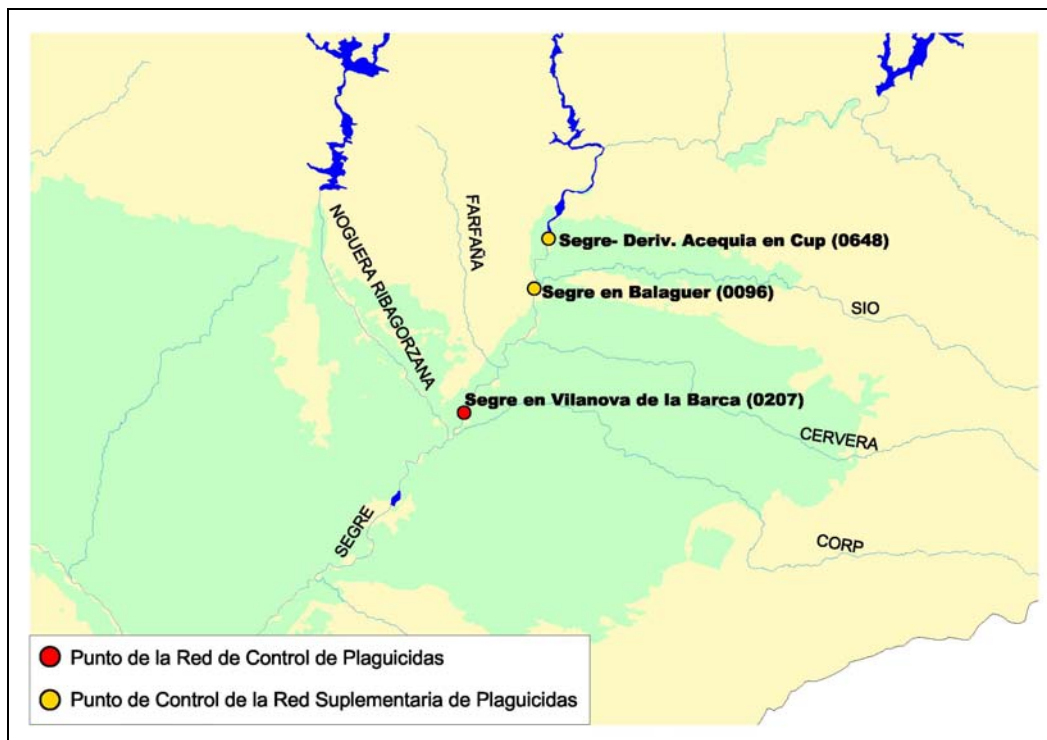 NOGUERA RIBAGORZANA
FARFAÑA
Segre- Deriv. Acequia en Cup (0648)
Segre en Balaguer (0096)
SIO
Segre en Vilanova de la Barca (0207)
CERVERA
SEGRE
CORP
Punto de la Red de Control de Plaguicidas
Punto de Control de la Red Suplementaria de Plaguicidas